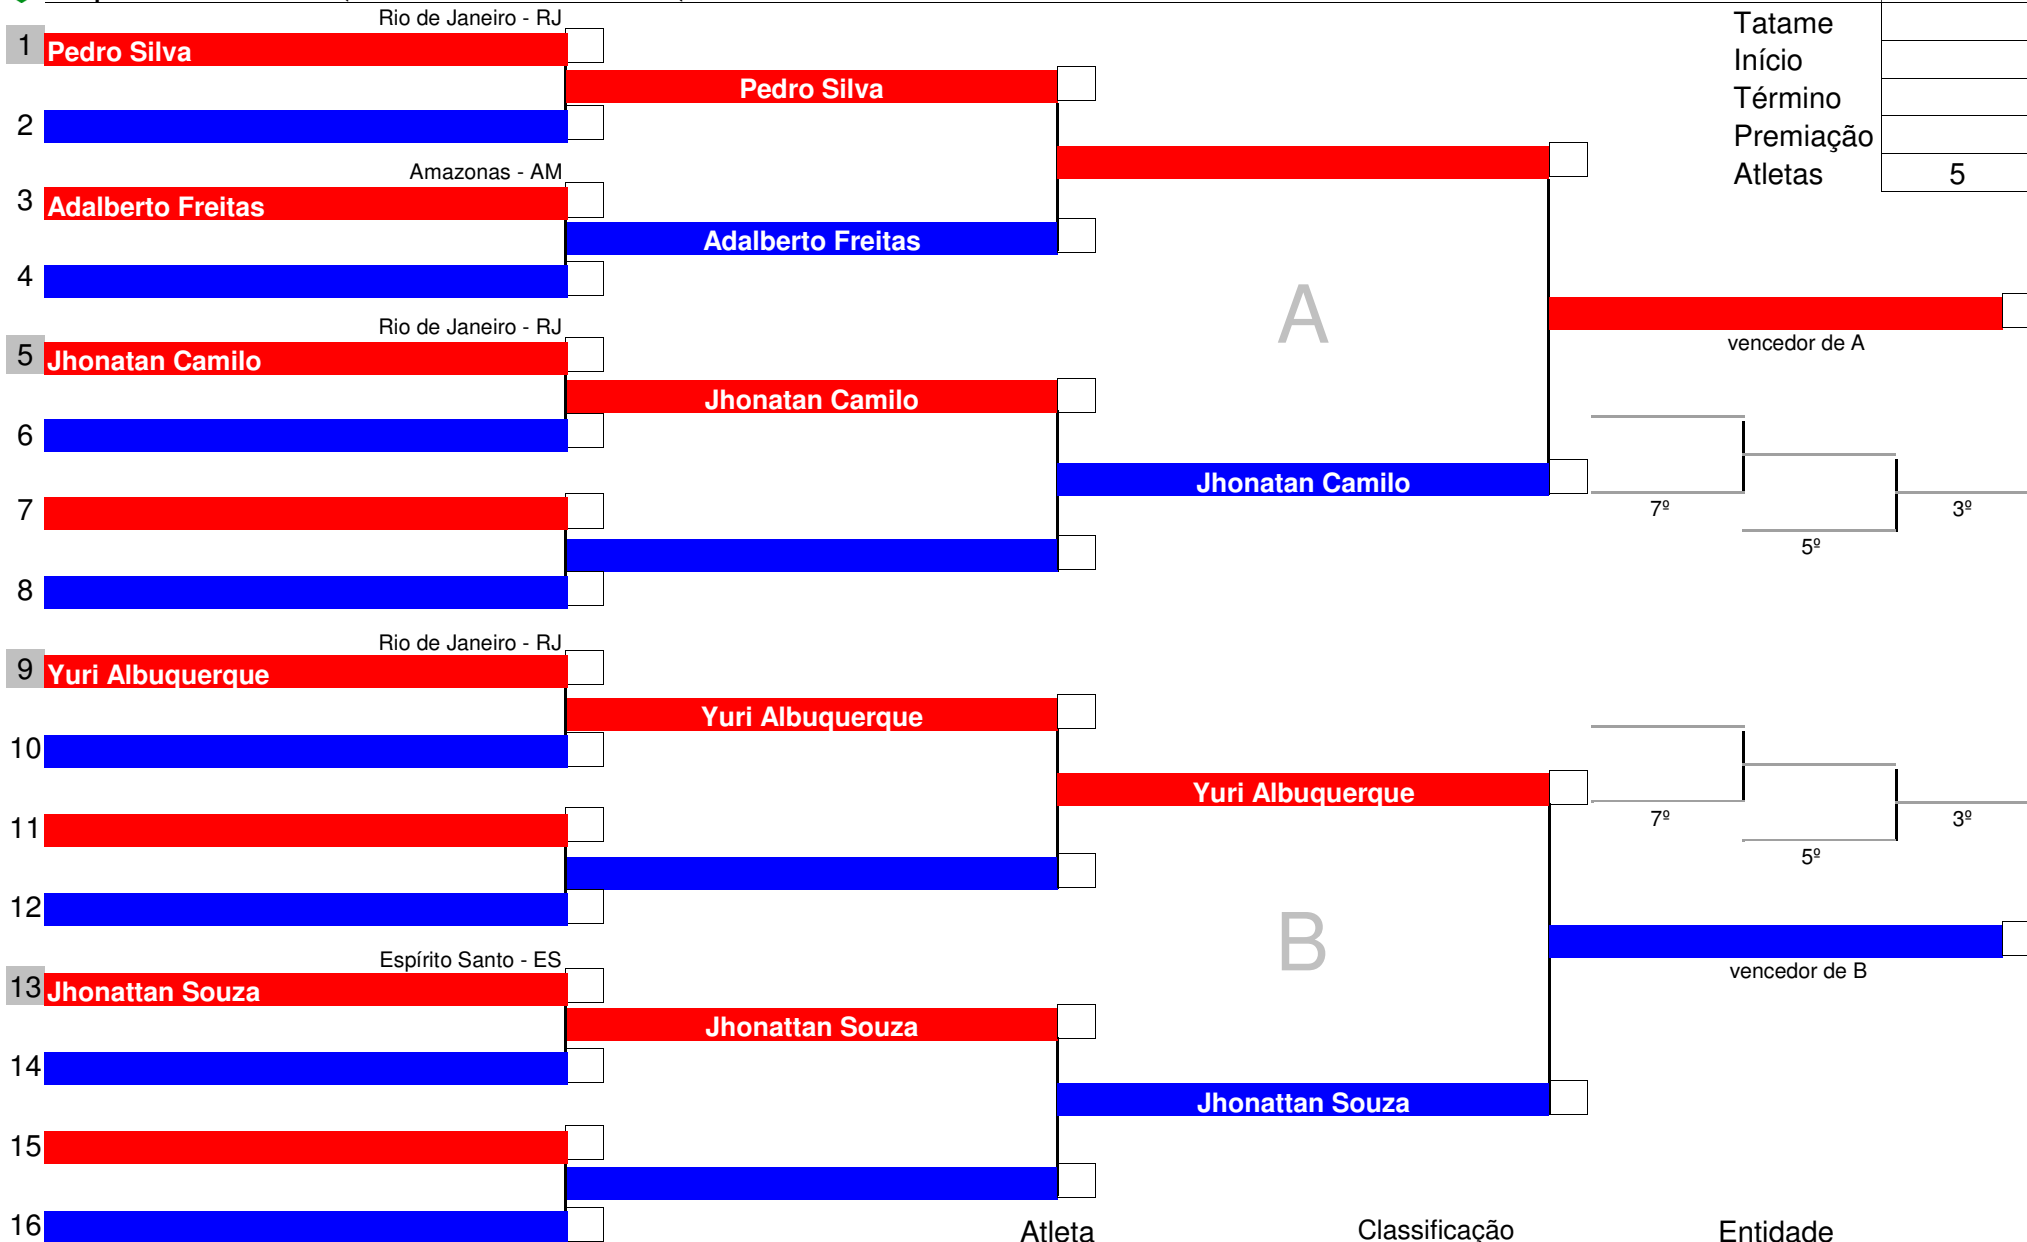 Rio de Janeiro - RJ
1 Pedro Silva
Pedro Silva
2
Amazonas - AM
3 Adalberto Freitas
Adalberto Freitas
4
Rio de Janeiro - RJ
5 Jhonatan Camilo
Jhonatan Camilo
6
7
8
Jhonatan Camilo
A
Rio de Janeiro - RJ
9 Yuri Albuquerque
Yuri Albuquerque
10
Yuri Albuquerque
11
12
B
Espírito Santo - ES
13 Jhonattan Souza
Jhonattan Souza
14
Jhonattan Souza
15
16
Tatame
Início
Término
Premiação
Atletas 5
vencedor de A
7º
3º
5º
7º
3º
5º
vencedor de B
Atleta Classificação Entidade